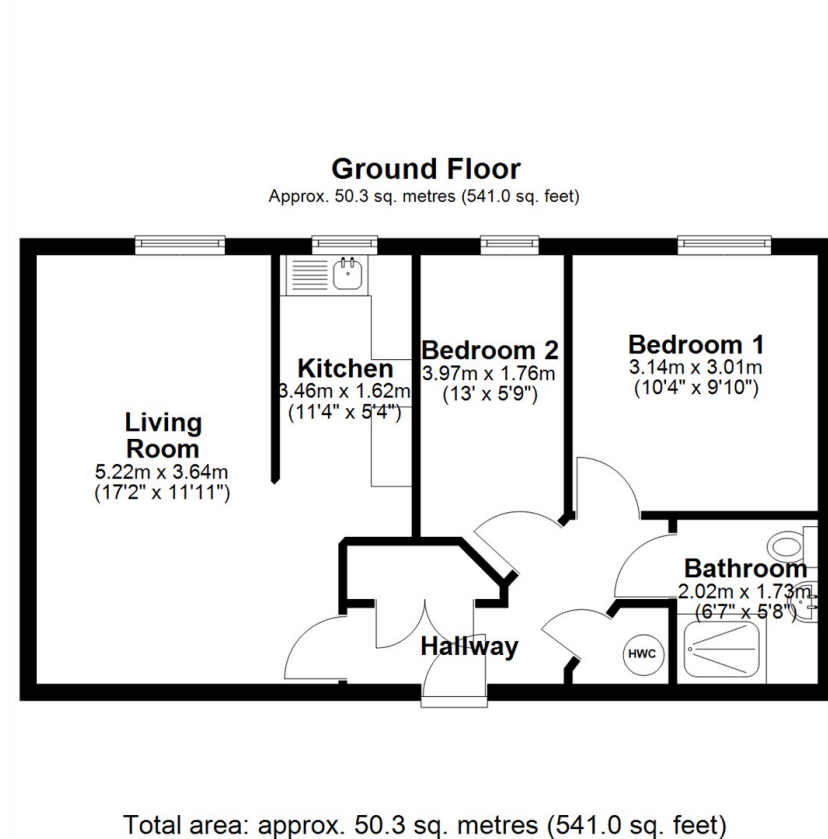 Ground Floor
Approx. 50.3 sq. metres (541.0 sq. feet)
Living
Room
5.22m x 3.64m
(17'2" x 11'11")
Kitchen
3.46m x 1.62m
(11'4" x 5'4")
Bedroom 2
3.97m x 1.76m
(13' x 5'9")
Bedroom 1
3.14m x 3.01m
(10'4" x 9'10")
Bathroom
2.02m x 1.73m
(6'7" x 5'8")
Hallway
HWC
Total area: approx. 50.3 sq. metres (541.0 sq. feet)